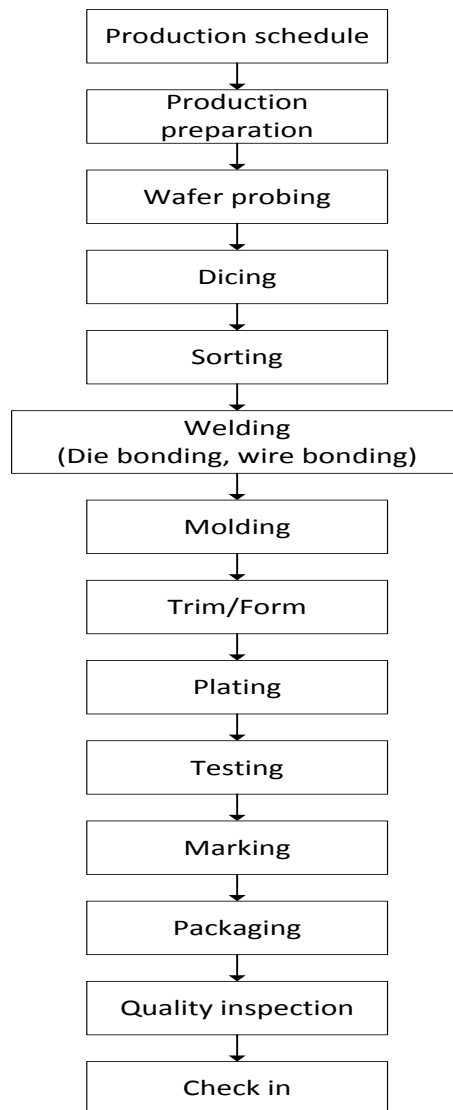 Production schedule
Production
preparation
Wafer probing
Dicing
Sorting
Welding
(Die bonding, wire bonding)
Molding
Trim/Form
Plating
Testing
Marking
Packaging
Quality inspection
Check in